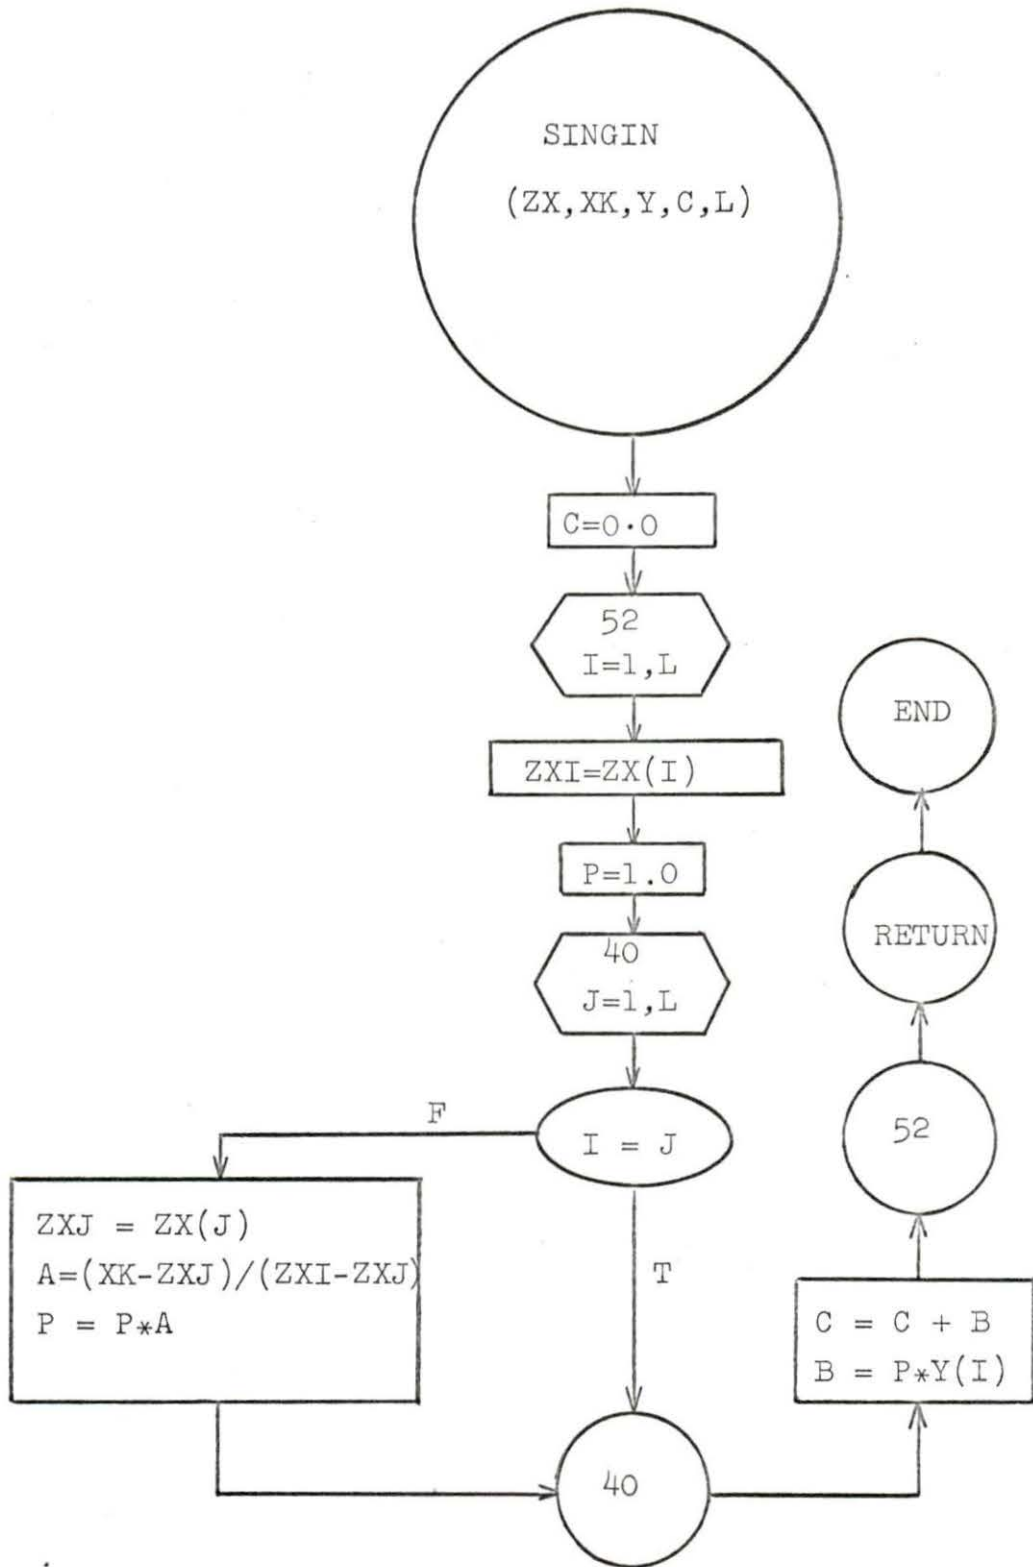 SINGIN
(ZX,XK,Y,C,L)
C=0.0
52
I=1,L
ZXI=ZX(I)
P=1.0
40
J=1,L
I = J
F
T
ZXJ = ZX(J)
A=(XK-ZXJ)/(ZXI-ZXJ)
P = P*A
40
C = C + B
B = P*Y(I)
52
RETURN
END